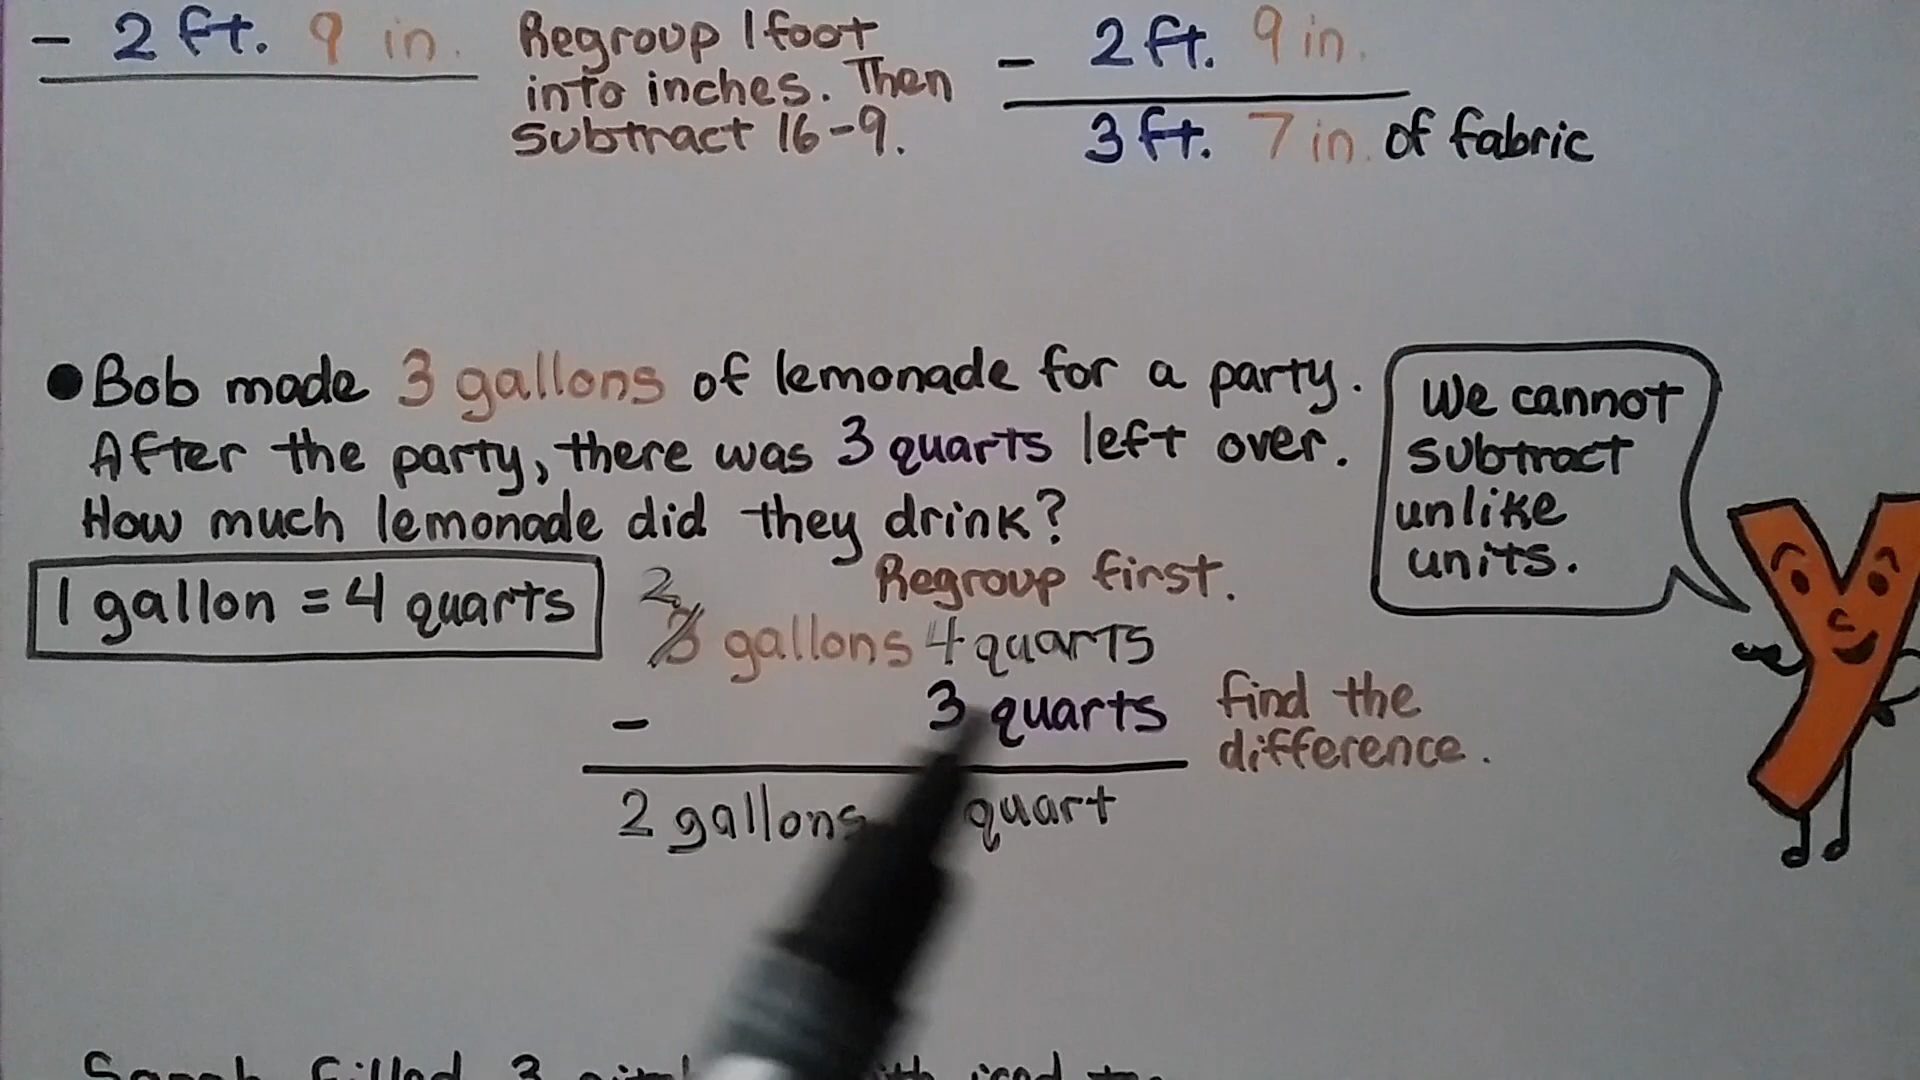 - 2 ft. 9 in.
Regroup 1 foot
into inches. Then
subtract 16-9.
- 2 ft. 9 in.
3 ft. 7 in. of fabric
● Bob made 3 gallons of lemonade for a party.
After the party, there was 3 quarts left over.
How much lemonade did they drink?
We cannot
subtract
unlike
units.
1 gallon = 4 quarts
Regroup first.
2
3 gallons 4 quarts
- 3 quarts
find the
difference.
2 gallons quart
Sarah filled 3